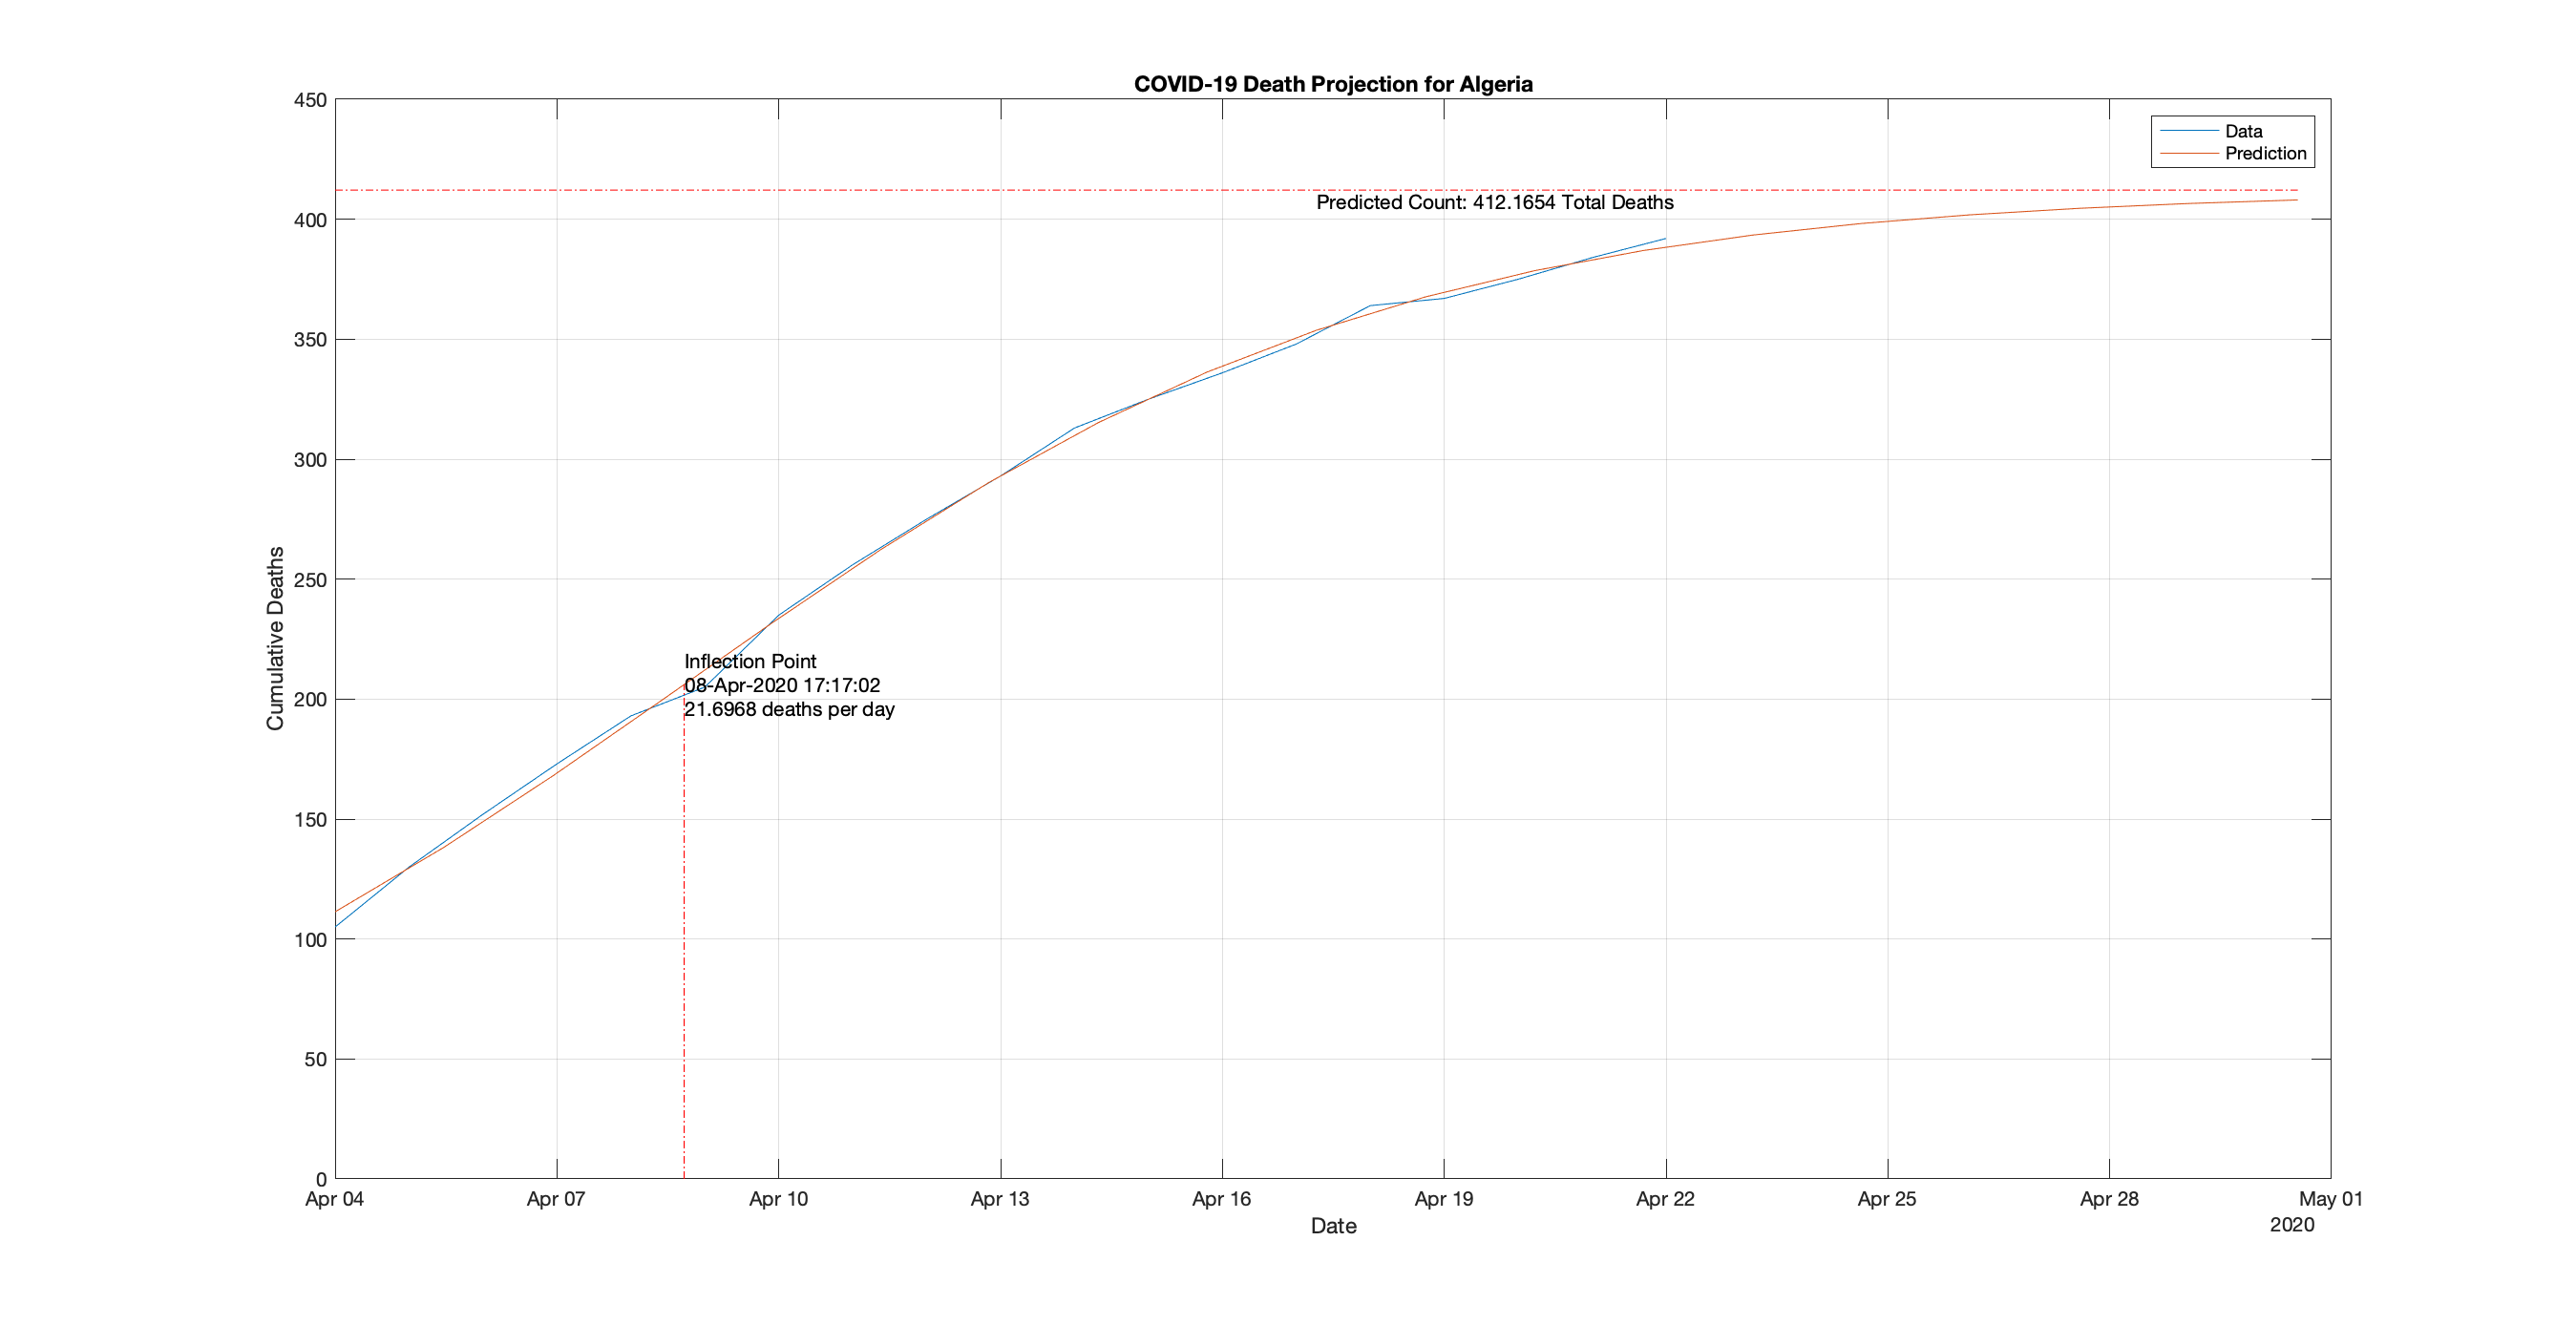 COVID-19 Death Projection for Algeria
450
400
350
300
250
200
150
100
50
0
Cumulative Deaths
Data
Prediction
Predicted Count: 412.1654 Total Deaths
Inflection Point
08-Apr-2020 17:17:02
21.6968 deaths per day
Apr 04
Apr 07
Apr 10
Apr 13
Apr 16
Apr 19
Apr 22
Apr 25
Apr 28
May 01
2020
Date